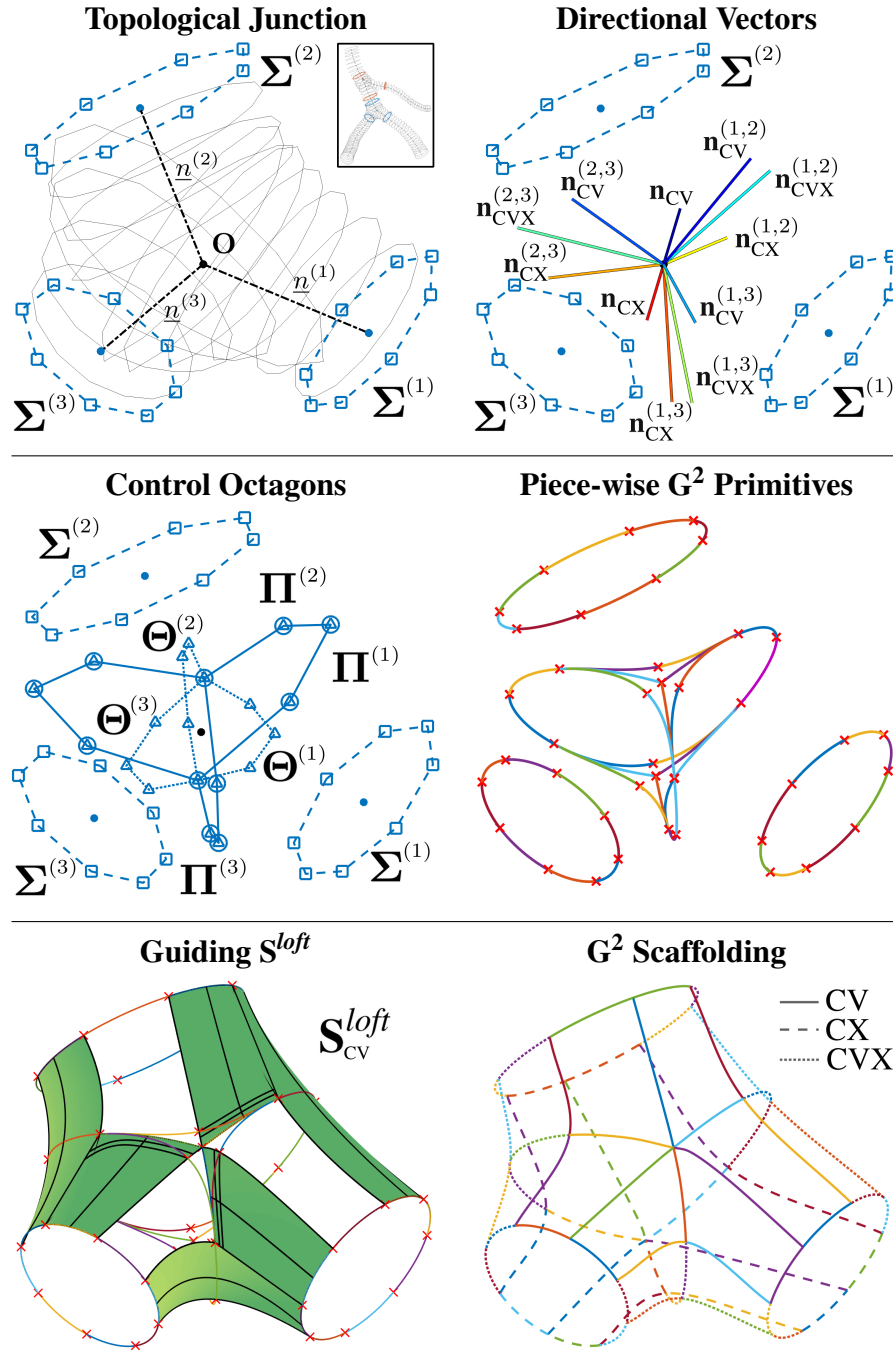 Topological Junction
Σ^(2)
n^(2)
O
n^(1)
n^(3)
Σ^(3)
Σ^(1)
Directional Vectors
Σ^(2)
n_CV^(1,2)
n_CV^(2,3)
n_CV
n_CVX^(1,2)
n_CVX^(2,3)
n_CX^(1,2)
n_CX^(2,3)
n_CX
n_CV^(1,3)
n_CVX^(1,3)
Σ^(3)
n_CX^(1,3)
Σ^(1)
Control Octagons
Σ^(2)
Π^(2)
Θ^(2)
Π^(1)
Θ^(3)
Θ^(1)
Σ^(3)
Π^(3)
Σ^(1)
Piece-wise G² Primitives
Guiding S^loft
S_CV^loft
G² Scaffolding
CV
CX
CVX